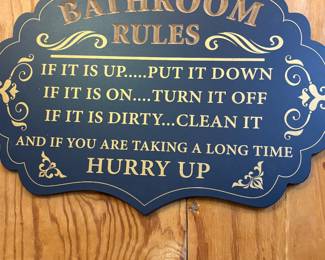 BATHROOM
RULES
IF IT IS UP.....PUT IT DOWN
IF IT IS ON....TURN IT OFF
IF IT IS DIRTY...CLEAN IT
AND IF YOU ARE TAKING A LONG TIME
HURRY UP